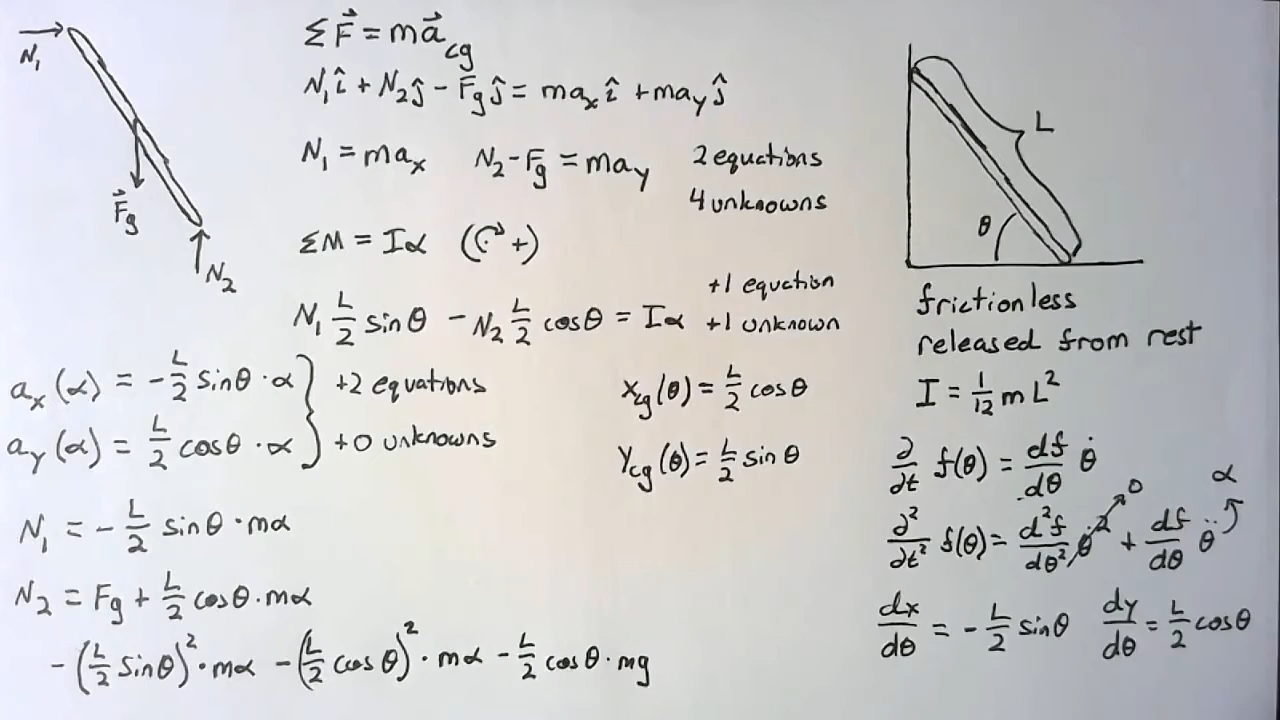 N₁
F⃗g
N₂
ΣF⃗ = ma⃗cg
N₁î + N₂ĵ - Fgĵ = maₓî + mayĵ
N₁ = maₓ N₂ - Fg = may 2 equations
4 unknowns
ΣM = Iα (↷ +)
N₁ L/2 sinθ - N₂ L/2 cosθ = Iα +1 equation
+1 unknown
aₓ(α) = -L/2 sinθ · α } +2 equations
ay(α) = L/2 cosθ · α +0 unknowns
xcg(θ) = L/2 cosθ
Ycg(θ) = L/2 sinθ
N₁ = -L/2 sinθ · mα
N₂ = Fg + L/2 cosθ · mα
-(L/2 sinθ)² · mα - (L/2 cosθ)² · mα - L/2 cosθ · mg
L
θ
frictionless
released from rest
I = 1/12 mL²
∂/∂t f(θ) = df/dθ θ̇
∂²/∂t² f(θ) = d²f/dθ² θ̇² → 0 + df/dθ θ̈ α
dx/dθ = -L/2 sinθ dy/dθ = L/2 cosθ